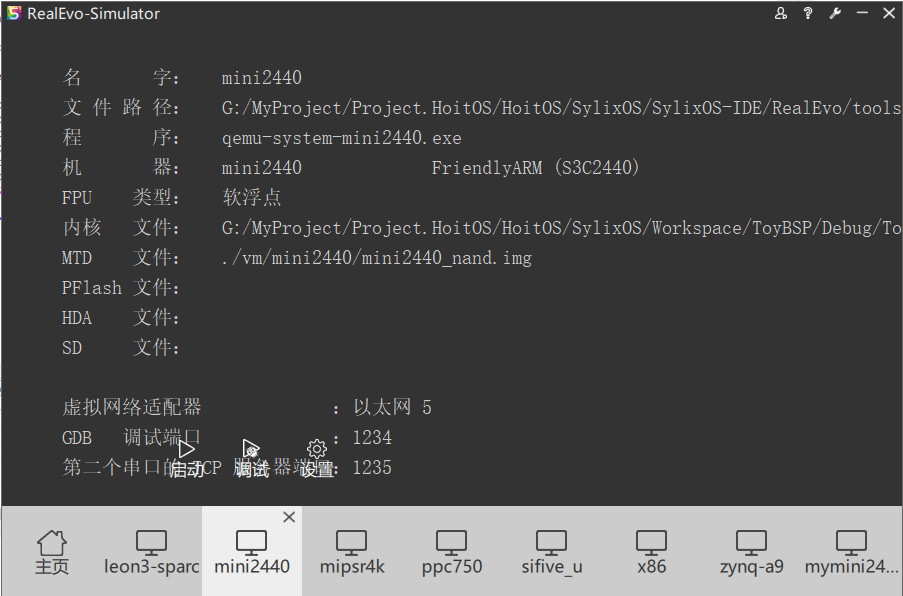 RealEvo-Simulator
名 字: mini2440
文 件 路 径: G:/MyProject/Project.HoitOS/HoitOS/SylixOS/SylixOS-IDE/RealEvo/tools
程 序: qemu-system-mini2440.exe
机 器: mini2440 FriendlyARM (S3C2440)
FPU 类型: 软浮点
内核 文件: G:/MyProject/Project.HoitOS/HoitOS/SylixOS/Workspace/ToyBSP/Debug/To
MTD 文件: ./vm/mini2440/mini2440_nand.img
PFlash 文件:
HDA 文件:
SD 文件:
虚拟网络适配器 : 以太网 5
GDB 调试端口 : 1234
第二个串口的 TCP 服务器端口: 1235
启动 调试 设置
主页 leon3-sparc mini2440 mipsr4k ppc750 sifive_u x86 zynq-a9 mymini24...